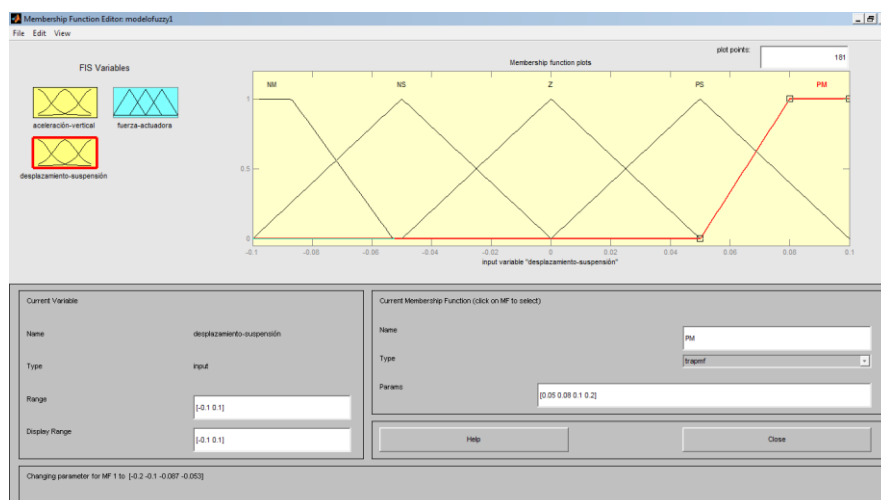 Membership Function Editor: modelofuzzy1
File Edit View
FIS Variables
aceleración-vertical
fuerza-actuadora
desplazamiento-suspensión
plot points:
181
Membership function plots
NM NS Z PS PM
1
0.5
0
-0.1 -0.08 -0.06 -0.04 -0.02 0 0.02 0.04 0.06 0.08 0.1
input variable "desplazamiento-suspensión"
Current Variable
Name desplazamiento-suspensión
Type input
Range [-0.1 0.1]
Display Range [-0.1 0.1]
Current Membership Function (click on MF to select)
Name PM
Type trapmf
Params [0.05 0.08 0.1 0.2]
Help Close
Changing parameter for MF 1 to [-0.2 -0.1 -0.087 -0.053]